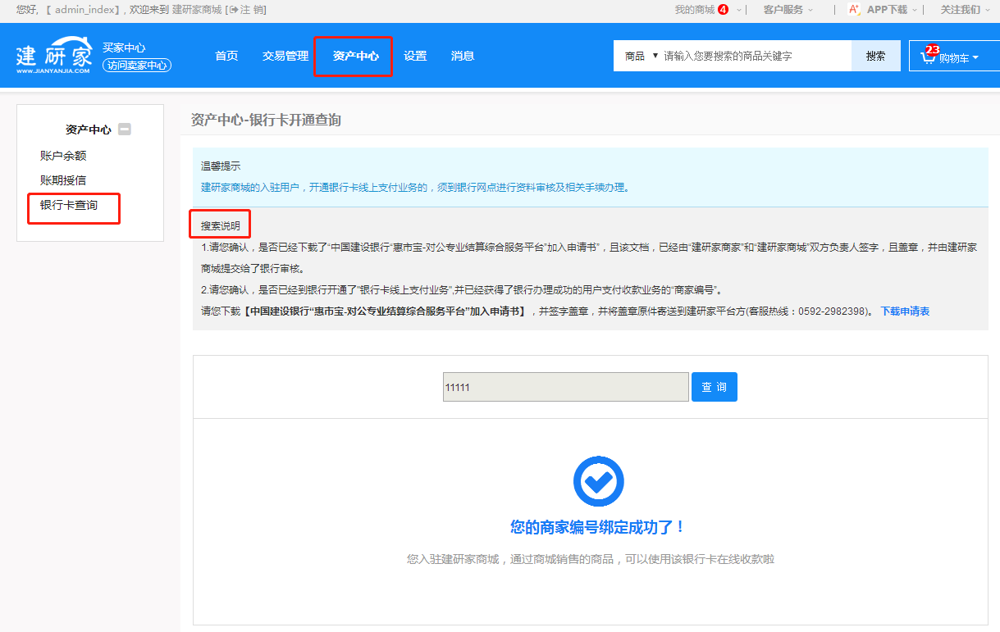 您好, 【 admin_index】, 欢迎来到 建研家商城 [注 销]
我的商城 4 客户服务 APP下载 关注我们
建研家
WWW.JIANYANJIA.COM
买家中心
访问卖家中心
首页 交易管理 资产中心 设置 消息
商品 ▼ 请输入您要搜索的商品关键字 搜索
23 购物车
资产中心
账户余额
账期授信
银行卡查询
资产中心-银行卡开通查询
温馨提示
建研家商城的入驻用户，开通银行卡线上支付业务的，须到银行网点进行资料审核及相关手续办理。
搜索说明
1.请您确认，是否已经下载了“中国建设银行“惠市宝-对公专业结算综合服务平台”加入申请书”，且该文档，已经由“建研家商家”和“建研家商城”双方负责人签字，且盖章，并由建研家
商城提交给了银行审核。
2.请您确认，是否已经到银行开通了"银行卡线上支付业务",并已经获得了银行办理成功的用户支付收款业务的“商家编号”。
请您下载【中国建设银行“惠市宝-对公专业结算综合服务平台”加入申请书】，并签字盖章，并将盖章原件寄送到建研家平台方(客服热线：0592-2982398)。 下载申请表
11111 查 询
您的商家编号绑定成功了！
您入驻建研家商城，通过商城销售的商品，可以使用该银行卡在线收款啦